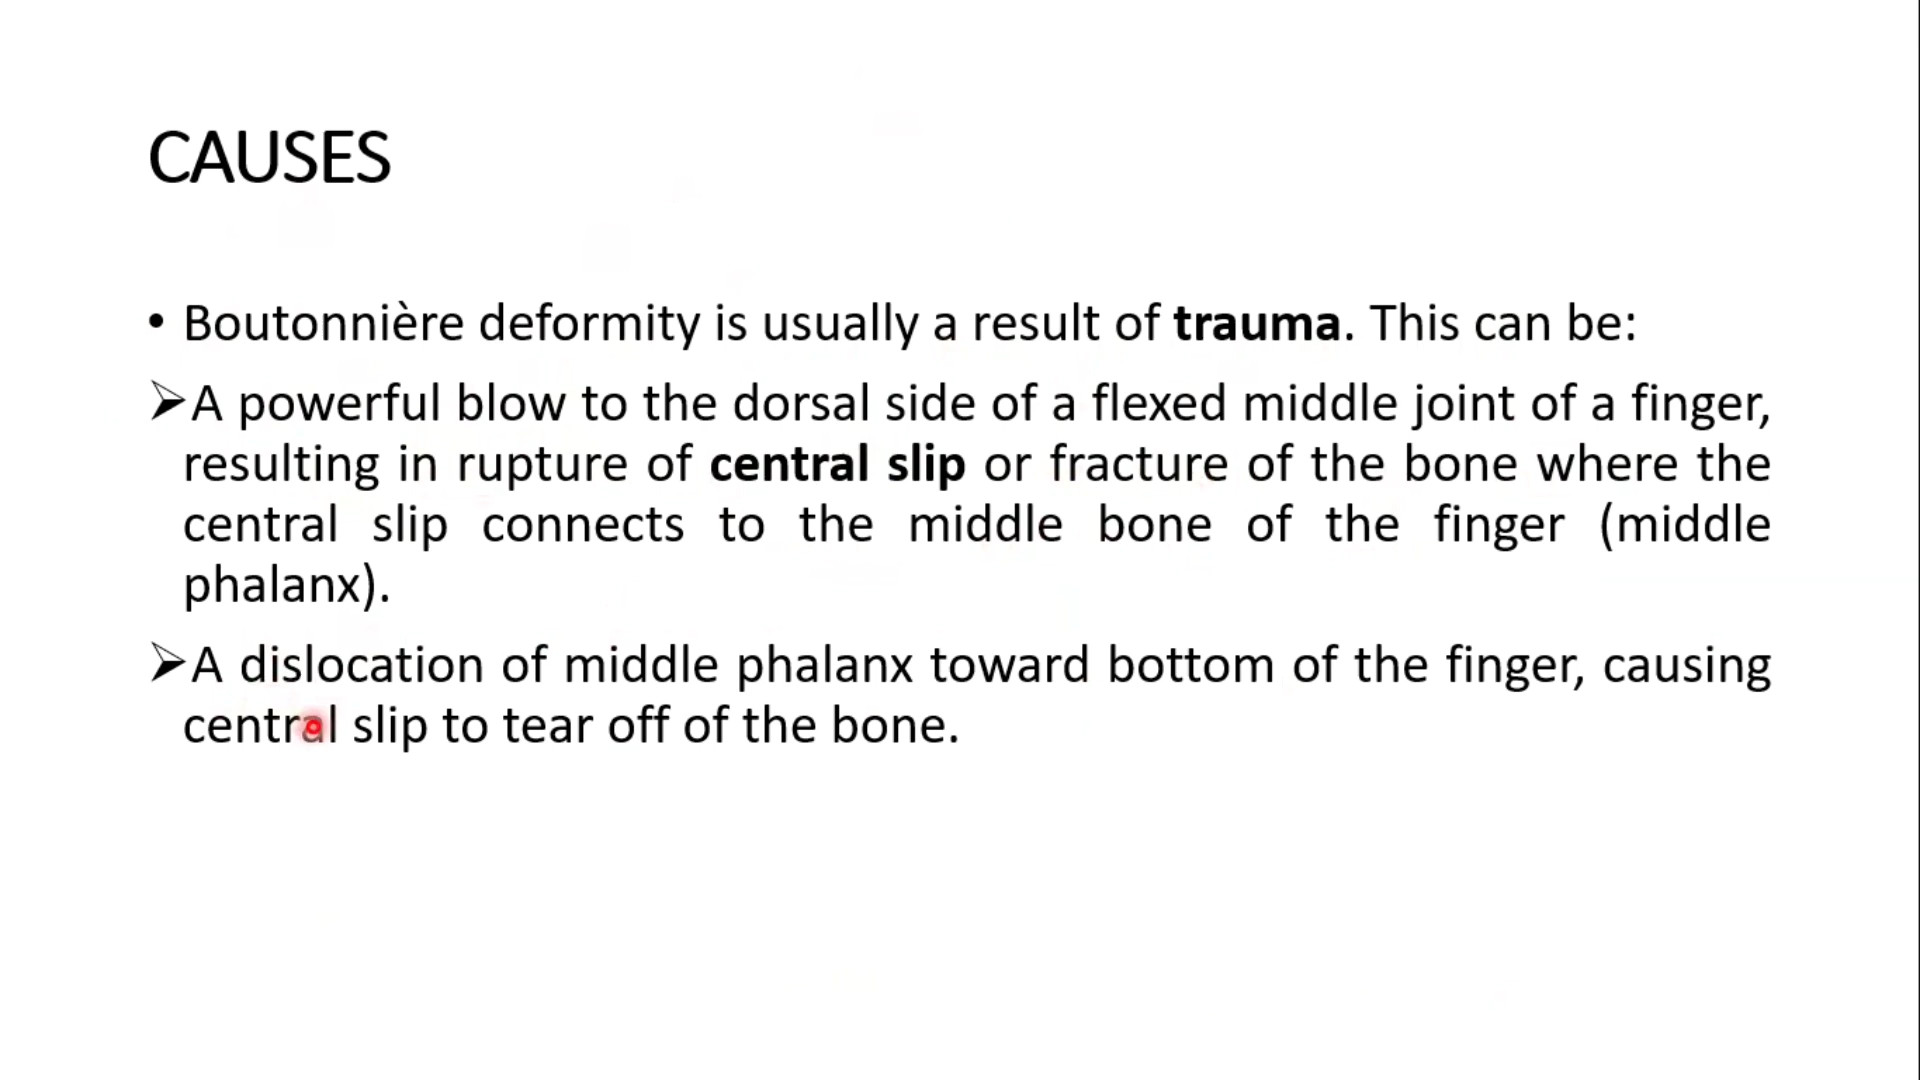 CAUSES
• Boutonnière deformity is usually a result of trauma. This can be:
➢A powerful blow to the dorsal side of a flexed middle joint of a finger,
resulting in rupture of central slip or fracture of the bone where the
central slip connects to the middle bone of the finger (middle
phalanx).
➢A dislocation of middle phalanx toward bottom of the finger, causing
central slip to tear off of the bone.